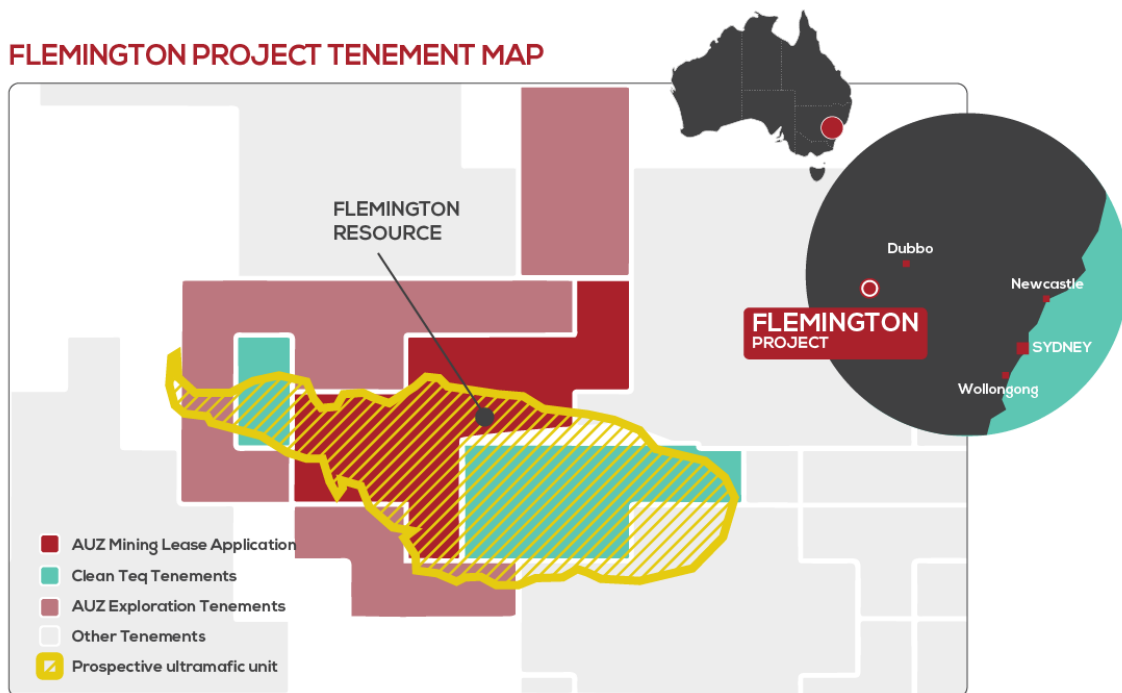 FLEMINGTON PROJECT TENEMENT MAP
FLEMINGTON
RESOURCE
Dubbo
Newcastle
FLEMINGTON
PROJECT
SYDNEY
Wollongong
AUZ Mining Lease Application
Clean Teq Tenements
AUZ Exploration Tenements
Other Tenements
Prospective ultramafic unit